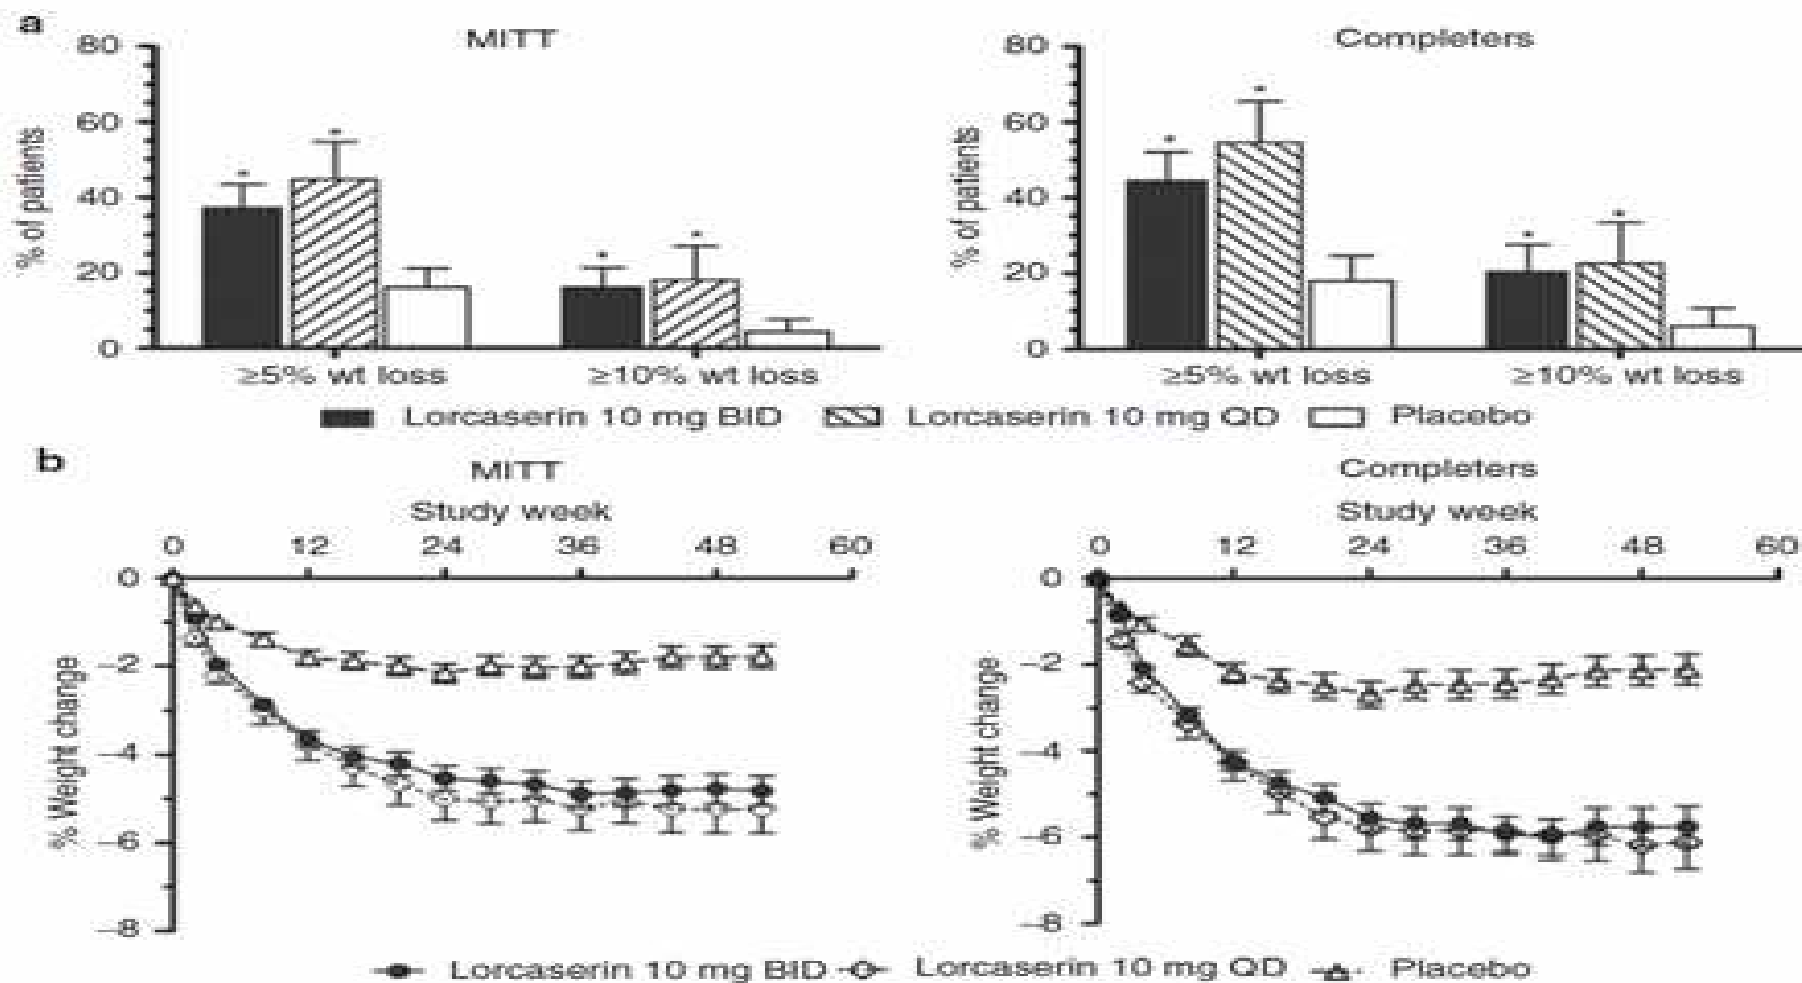 a
MITT
80
60
40
20
0
% of patients
≥5% wt loss ≥10% wt loss
Completers
80
60
40
20
0
% of patients
≥5% wt loss ≥10% wt loss
Lorcaserin 10 mg BID Lorcaserin 10 mg QD Placebo
b
MITT
Study week
0 12 24 36 48 60
0
−2
−4
−6
−8
% Weight change
Completers
Study week
0 12 24 36 48 60
0
−2
−4
−6
−8
% Weight change
Lorcaserin 10 mg BID Lorcaserin 10 mg QD Placebo